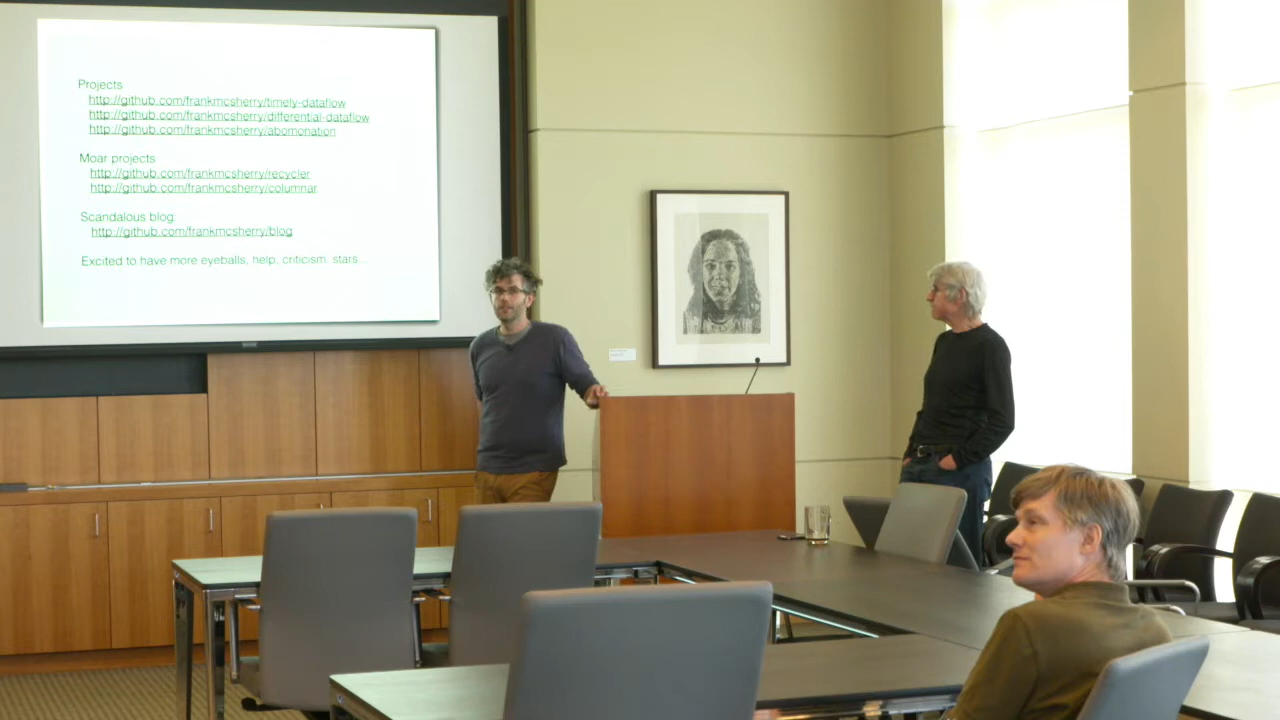 Projects
http://github.com/frankmcsherry/timely-dataflow
http://github.com/frankmcsherry/differential-dataflow
http://github.com/frankmcsherry/abomonation
Moar projects
http://github.com/frankmcsherry/recycler
http://github.com/frankmcsherry/columnar
Scandalous blog:
http://github.com/frankmcsherry/blog
Excited to have more eyeballs, help, criticism, stars...